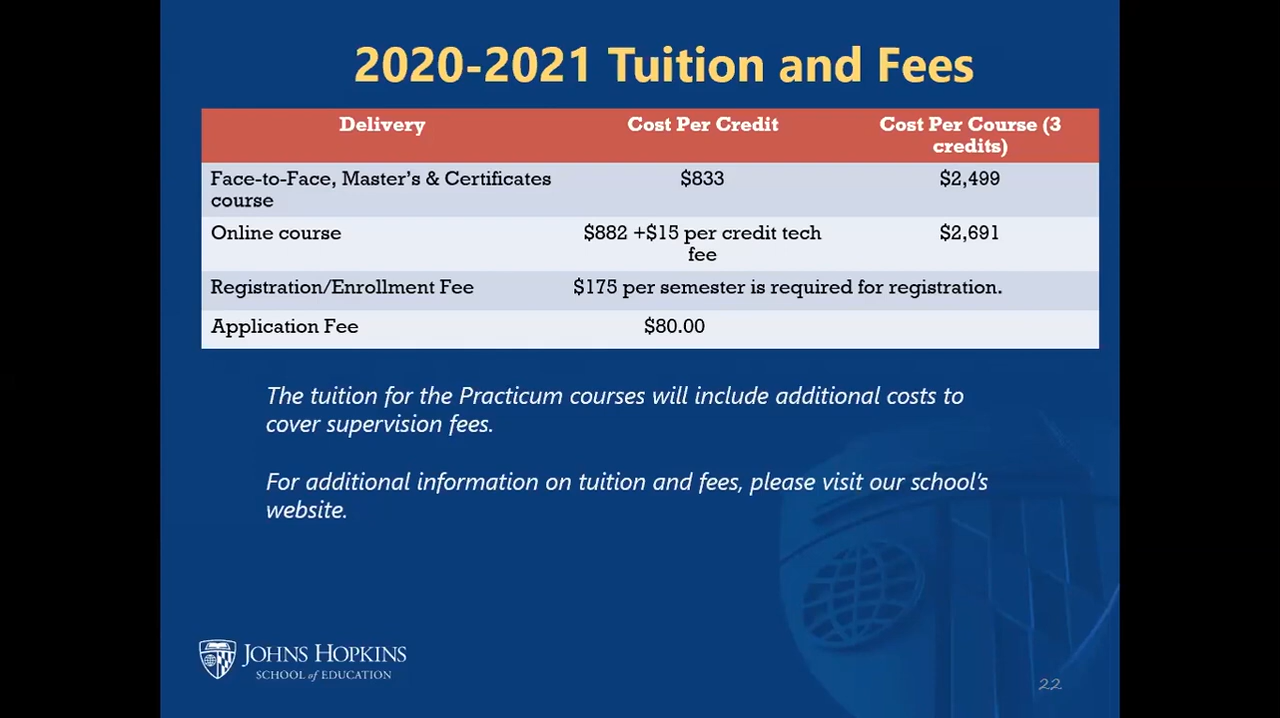 2020-2021 Tuition and Fees
Delivery
Cost Per Credit
Cost Per Course (3
credits)
Face-to-Face, Master's & Certificates
course
$833
$2,499
Online course
$882 +$15 per credit tech
fee
$2,691
Registration/Enrollment Fee
$175 per semester is required for registration.
Application Fee
$80.00
The tuition for the Practicum courses will include additional costs to
cover supervision fees.
For additional information on tuition and fees, please visit our school's
website.
JOHNS HOPKINS
SCHOOL of EDUCATION
22